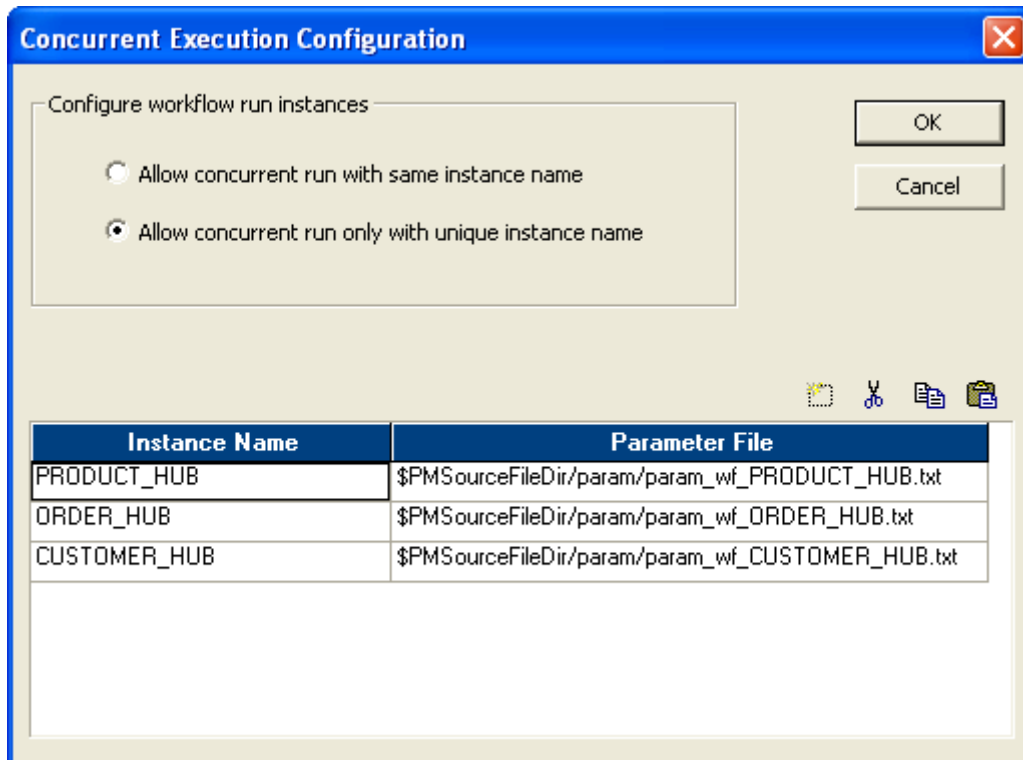 Concurrent Execution Configuration
Configure workflow run instances
Allow concurrent run with same instance name
Allow concurrent run only with unique instance name
OK
Cancel
Instance Name Parameter File
PRODUCT_HUB $PMSourceFileDir/param/param_wf_PRODUCT_HUB.txt
ORDER_HUB $PMSourceFileDir/param/param_wf_ORDER_HUB.txt
CUSTOMER_HUB $PMSourceFileDir/param/param_wf_CUSTOMER_HUB.txt